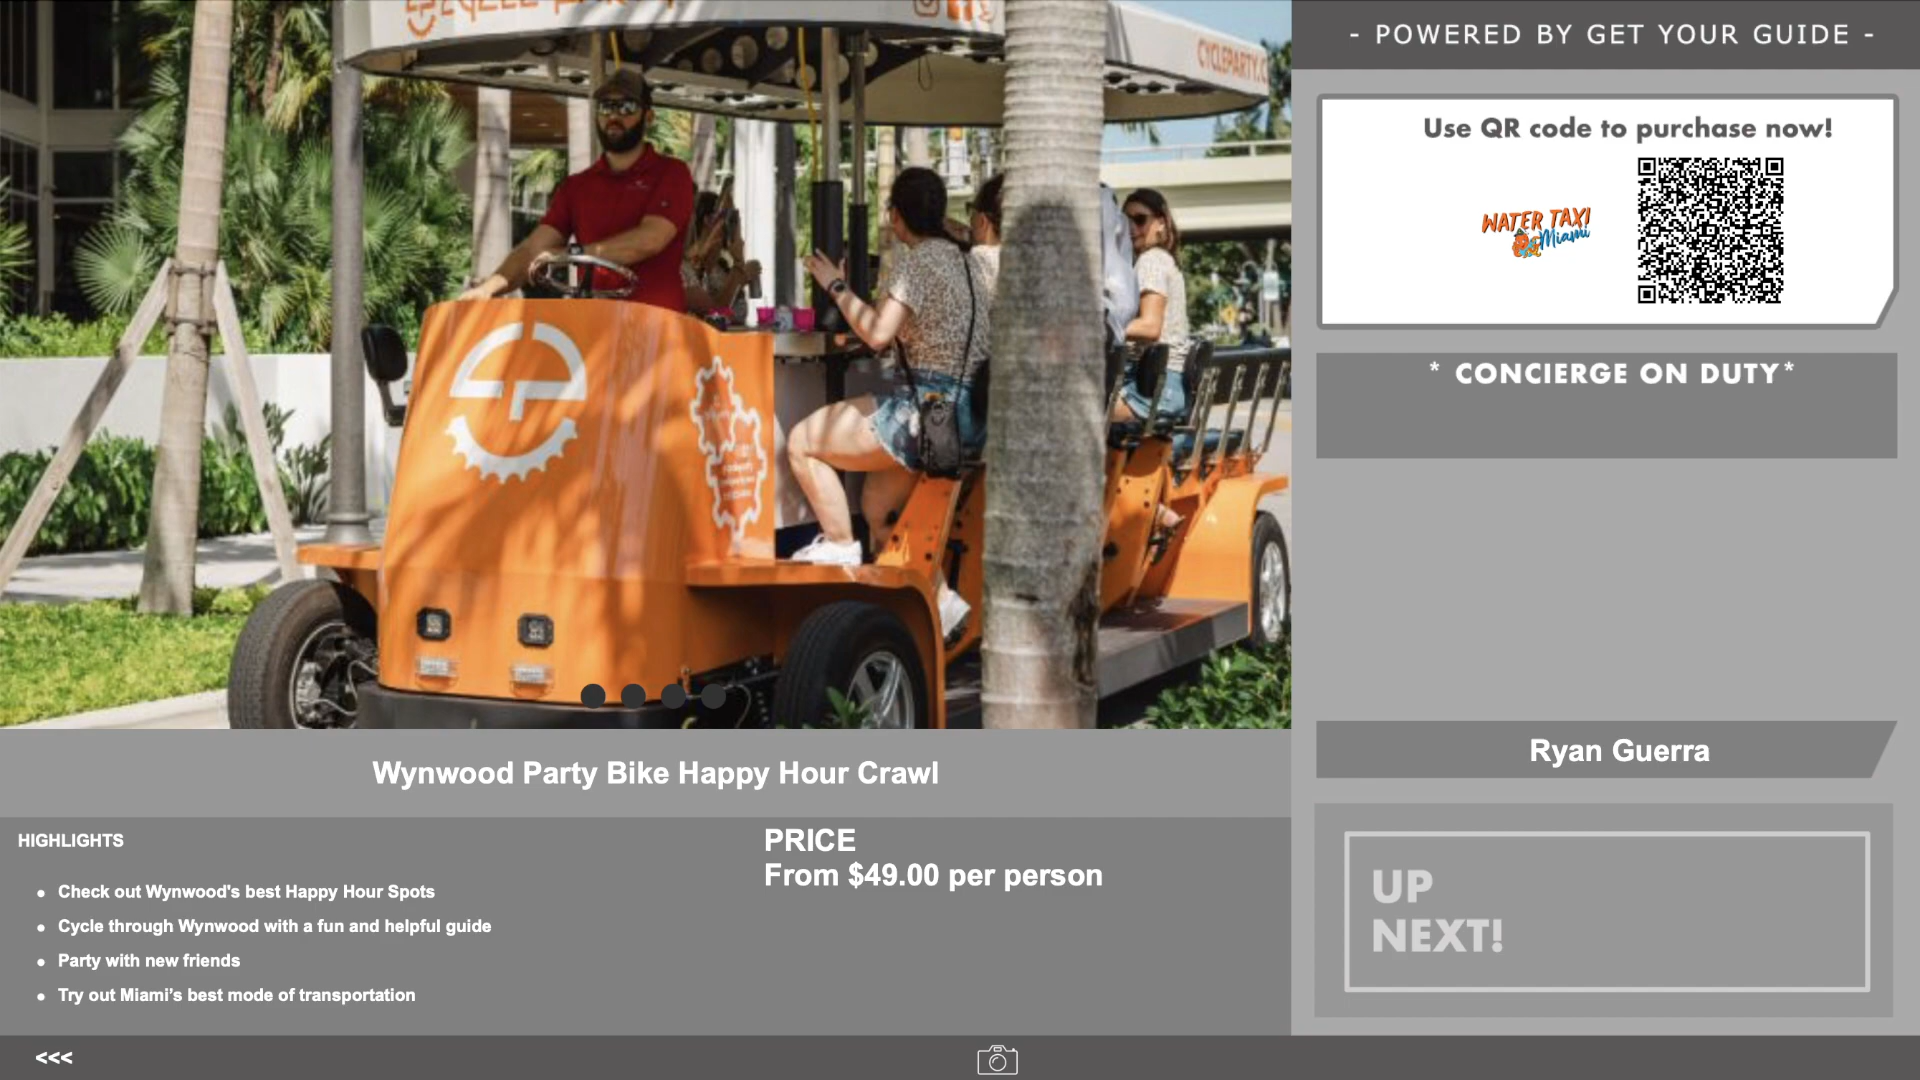 CYCLEPARTY.C
- POWERED BY GET YOUR GUIDE -
Use QR code to purchase now!
WATER TAXI
Miami
* CONCIERGE ON DUTY*
Ryan Guerra
UP
NEXT!
Wynwood Party Bike Happy Hour Crawl
HIGHLIGHTS
Check out Wynwood's best Happy Hour Spots
Cycle through Wynwood with a fun and helpful guide
Party with new friends
Try out Miami's best mode of transportation
PRICE
From $49.00 per person
<<<